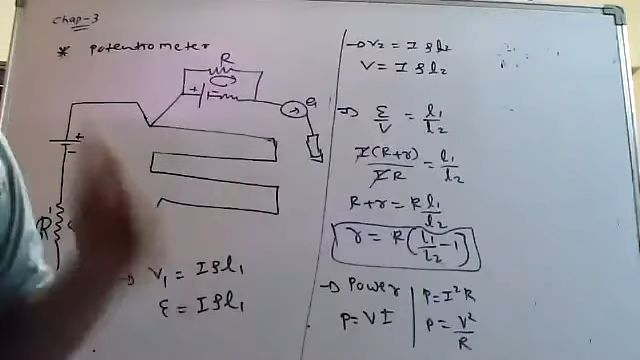 Chap-3
* Potentiometer
R
+
G
+
-
R'
→ V₁ = Iρl₁
ε = Iρl₁
→ V₂ = Iρl₂
V = Iρl₂
⇒ ε/V = l₁/l₂
I(R+r)/IR = l₁/l₂
R+r = R l₁/l₂
r = R(l₁/l₂ - 1)
→ Power
P = VI
P = I²R
P = V²/R